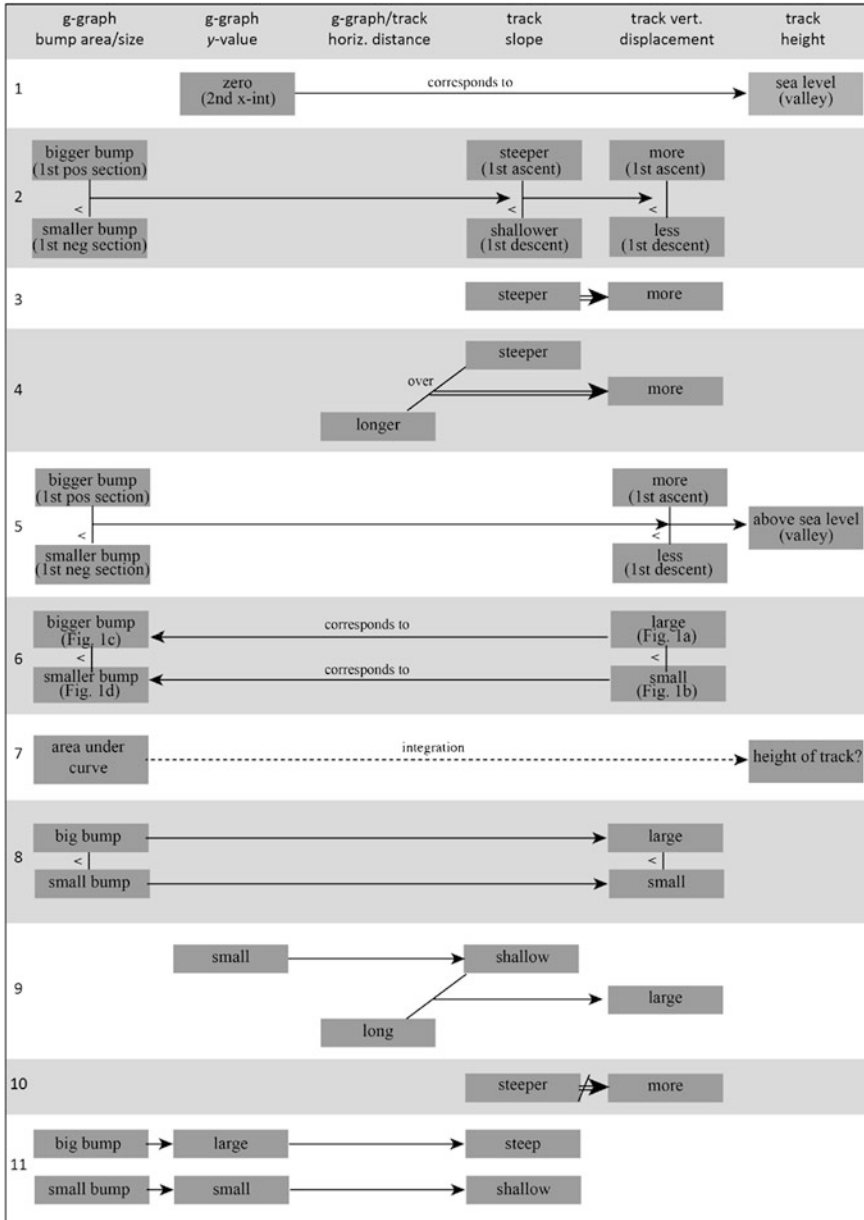 g-graph g-graph g-graph/track track track vert. track
bump area/size y-value horiz. distance slope displacement height
1
zero
(2nd x-int)
corresponds to
sea level
(valley)
2
bigger bump
(1st pos section)
<
smaller bump
(1st neg section)
steeper
(1st ascent)
<
shallower
(1st descent)
more
(1st ascent)
<
less
(1st descent)
3
steeper
more
4
steeper
over
longer
more
5
bigger bump
(1st pos section)
<
smaller bump
(1st neg section)
more
(1st ascent)
<
less
(1st descent)
above sea level
(valley)
6
bigger bump
(Fig. 1c)
<
smaller bump
(Fig. 1d)
corresponds to
corresponds to
large
(Fig. 1a)
<
small
(Fig. 1b)
7
area under
curve
integration
height of track?
8
big bump
<
small bump
large
<
small
9
small
shallow
long
large
10
steeper
more
11
big bump
large
steep
small bump
small
shallow